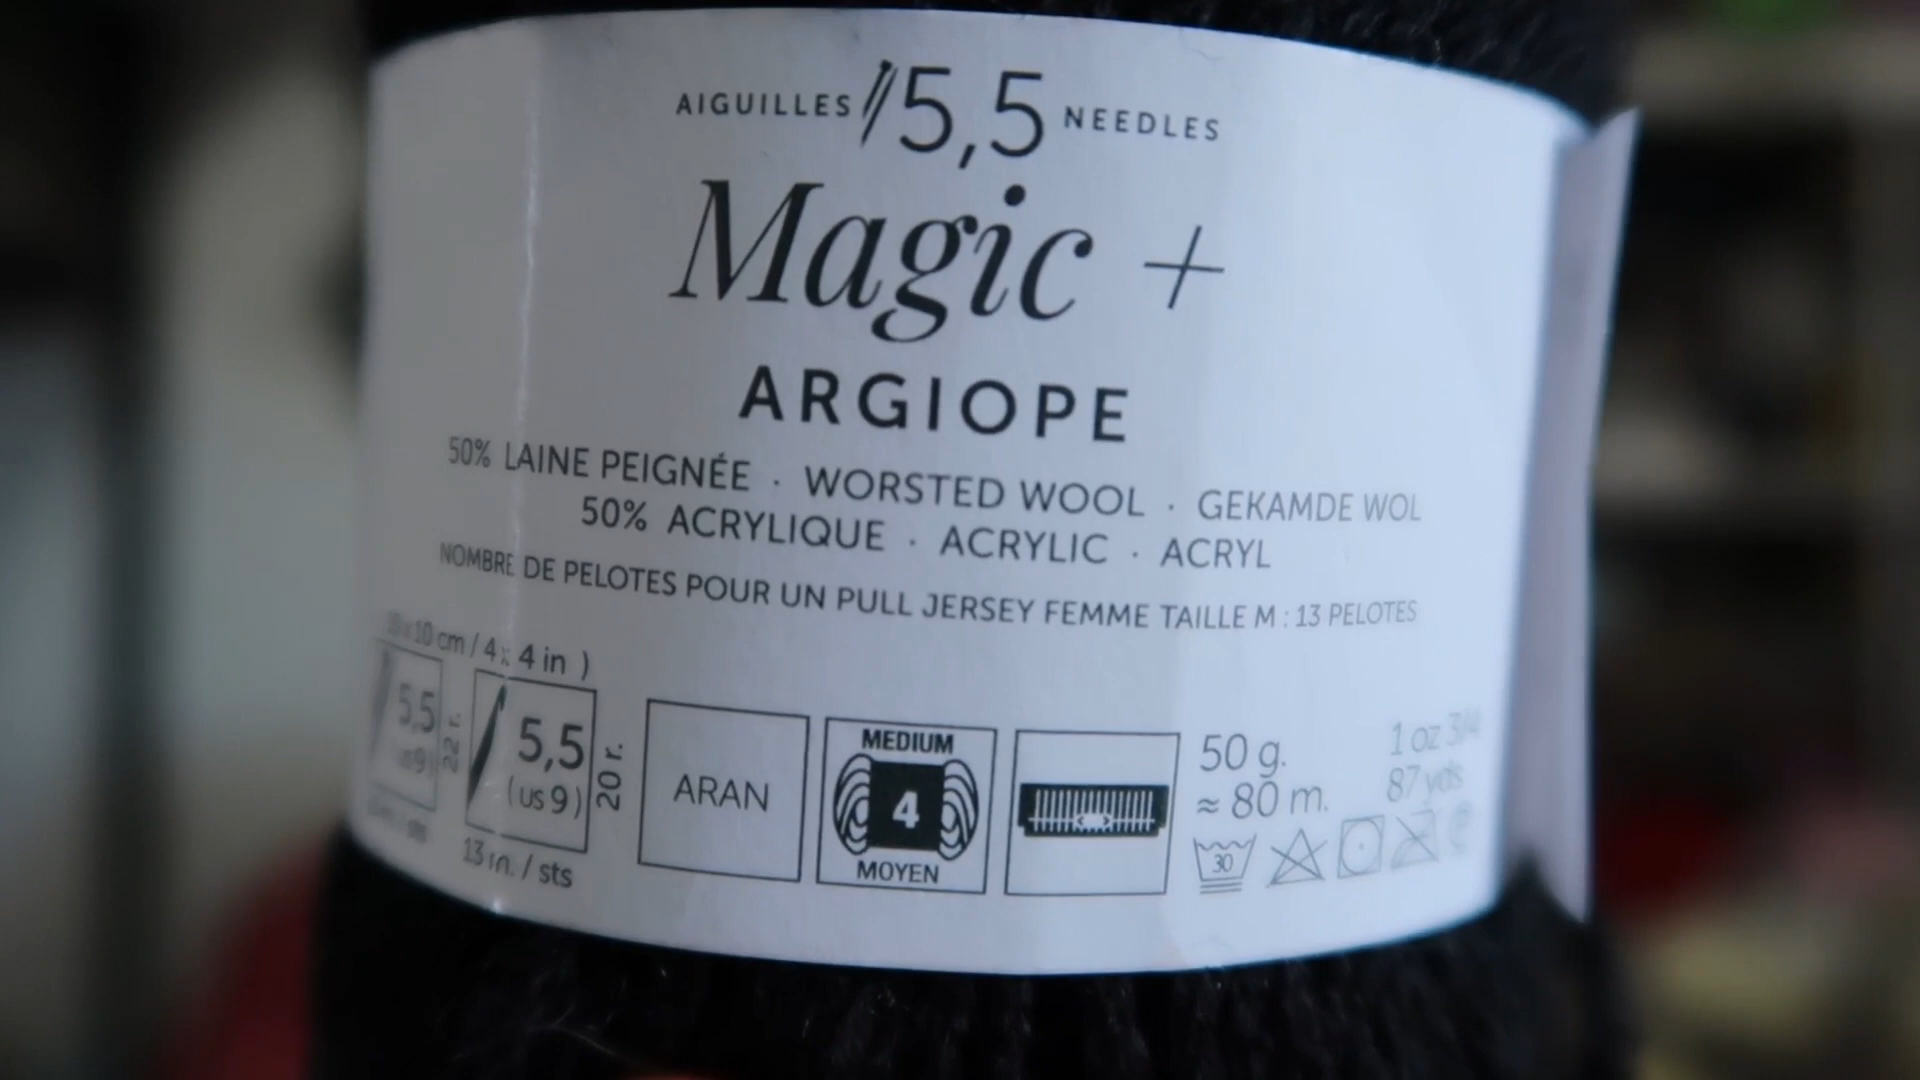 AIGUILLES 5,5 NEEDLES
Magic +
ARGIOPE
50% LAINE PEIGNÉE · WORSTED WOOL · GEKAMDE WOL
50% ACRYLIQUE · ACRYLIC · ACRYL
NOMBRE DE PELOTES POUR UN PULL JERSEY FEMME TAILLE M : 13 PELOTES
10 cm / 4 x 4 in )
5,5
(us 9)
22 r.
5,5
(us 9)
20 r.
13 m. / sts
ARAN
MEDIUM
4
MOYEN
50 g.
≈ 80 m.
1 oz 3/4
87 yds
30